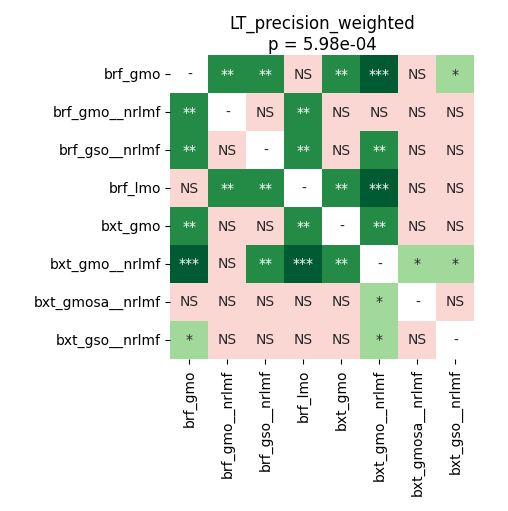 LT_precision_weighted
p = 5.98e-04
brf_gmo - ** ** NS ** *** NS *
brf_gmo__nrlmf ** - NS ** NS NS NS NS
brf_gso__nrlmf ** NS - ** NS ** NS NS
brf_lmo NS ** ** - ** *** NS NS
bxt_gmo ** NS NS ** - ** NS NS
bxt_gmo__nrlmf *** NS ** *** ** - * *
bxt_gmosa__nrlmf NS NS NS NS NS * - NS
bxt_gso__nrlmf * NS NS NS NS * NS -
brf_gmo
brf_gmo__nrlmf
brf_gso__nrlmf
brf_lmo
bxt_gmo
bxt_gmo__nrlmf
bxt_gmosa__nrlmf
bxt_gso__nrlmf